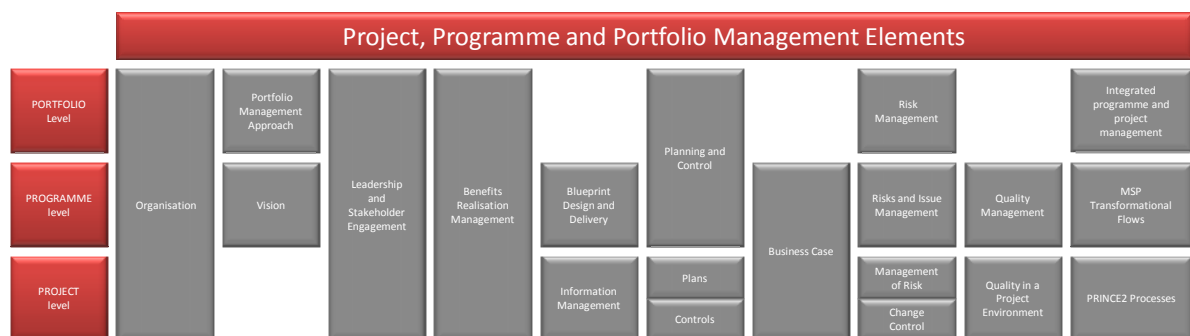 Project, Programme and Portfolio Management Elements
PORTFOLIO
Level
Portfolio
Management
Approach
Risk
Management
Integrated
programme and
project
management
Planning and
Control
PROGRAMME
level
Organisation
Vision
Leadership
and
Stakeholder
Engagement
Benefits
Realisation
Management
Blueprint
Design and
Delivery
Risks and Issue
Management
Quality
Management
MSP
Transformational
Flows
Business Case
PROJECT
level
Information
Management
Plans
Controls
Management
of Risk
Change
Control
Quality in a
Project
Environment
PRINCE2 Processes